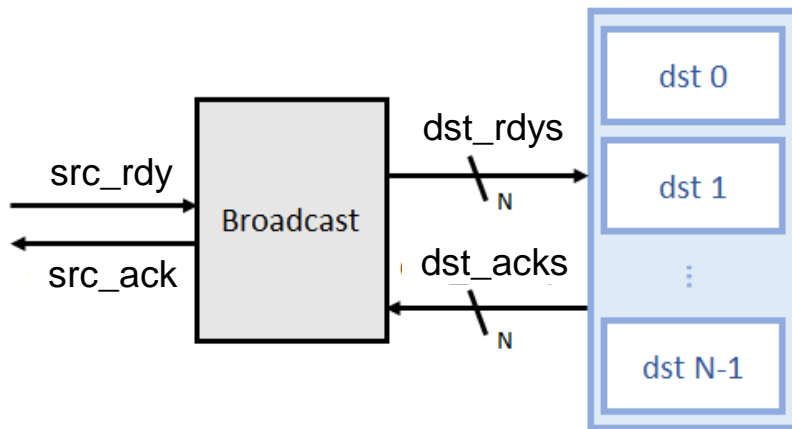 src_rdy
src_ack
Broadcast
dst_rdys
N
dst_acks
N
dst 0
dst 1
...
dst N-1